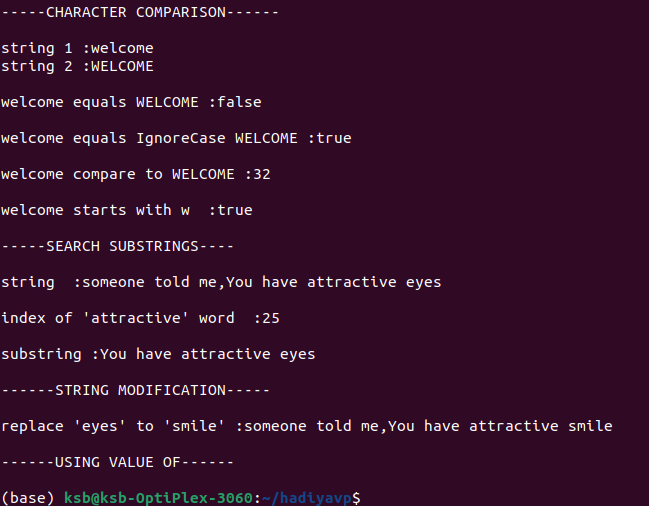 -----CHARACTER COMPARISON------
string 1 :welcome
string 2 :WELCOME
welcome equals WELCOME :false
welcome equals IgnoreCase WELCOME :true
welcome compare to WELCOME :32
welcome starts with w  :true
-----SEARCH SUBSTRINGS----
string  :someone told me,You have attractive eyes
index of 'attractive' word  :25
substring :You have attractive eyes
------STRING MODIFICATION-----
replace 'eyes' to 'smile' :someone told me,You have attractive smile
------USING VALUE OF------
(base) ksb@ksb-OptiPlex-3060:~/hadiyavp$